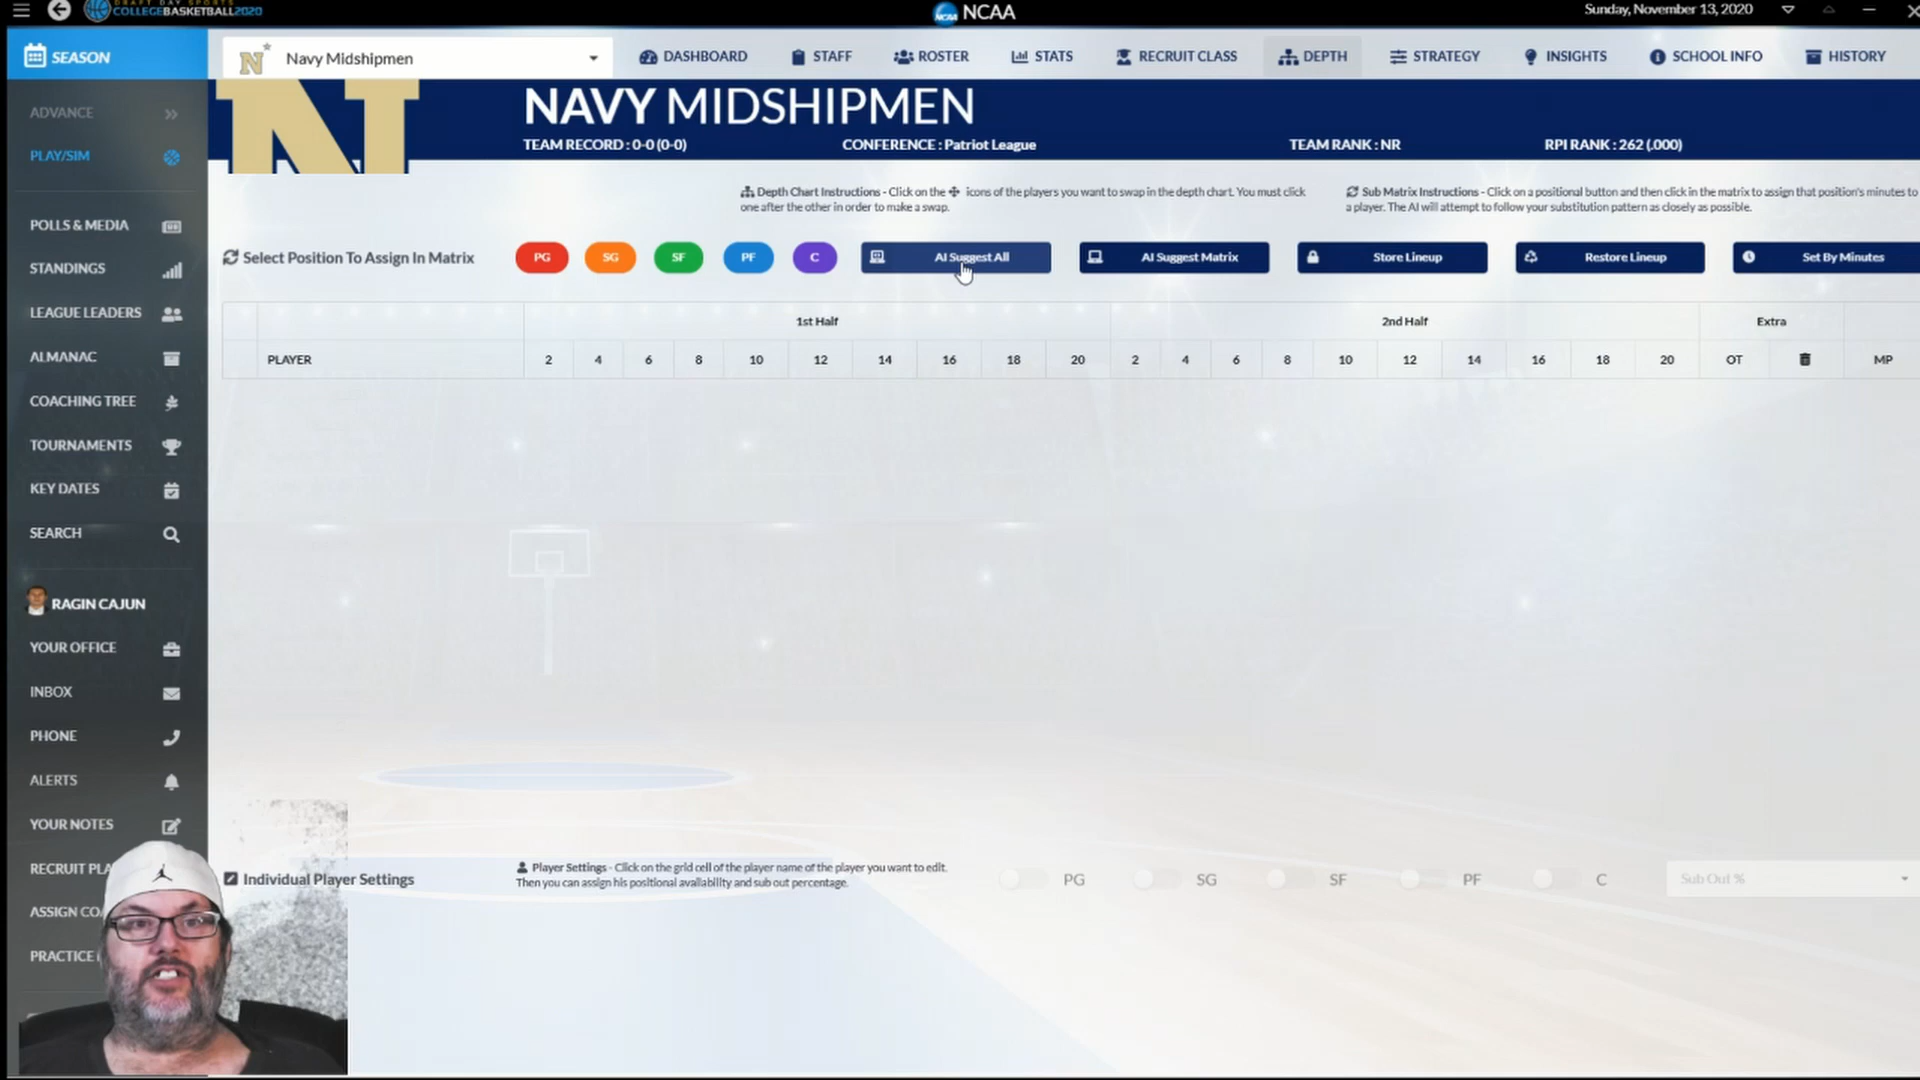 DRAFT DAY SPORTS
COLLEGEBASKETBALL2020
NCAA
NCAA
Sunday, November 13, 2020
SEASON
N
Navy Midshipmen
DASHBOARD
STAFF
ROSTER
STATS
RECRUIT CLASS
DEPTH
STRATEGY
INSIGHTS
SCHOOL INFO
HISTORY
N
NAVY MIDSHIPMEN
TEAM RECORD : 0-0 (0-0)
CONFERENCE : Patriot League
TEAM RANK : NR
RPI RANK : 262 (.000)
ADVANCE
PLAY/SIM
POLLS & MEDIA
STANDINGS
LEAGUE LEADERS
ALMANAC
COACHING TREE
TOURNAMENTS
KEY DATES
SEARCH
RAGIN CAJUN
YOUR OFFICE
INBOX
PHONE
ALERTS
YOUR NOTES
RECRUIT PLA
ASSIGN CO
PRACTICE
Depth Chart Instructions - Click on the icons of the players you want to swap in the depth chart. You must click
one after the other in order to make a swap.
Sub Matrix Instructions - Click on a positional button and then click in the matrix to assign that position's minutes to
a player. The AI will attempt to follow your substitution pattern as closely as possible.
Select Position To Assign In Matrix
PG
SG
SF
PF
C
AI Suggest All
AI Suggest Matrix
Store Lineup
Restore Lineup
Set By Minutes
1st Half
2nd Half
Extra
PLAYER
2 4 6 8 10 12 14 16 18 20 2 4 6 8 10 12 14 16 18 20 OT MP
Individual Player Settings
Player Settings - Click on the grid cell of the player name of the player you want to edit.
Then you can assign his positional availability and sub out percentage.
PG
SG
SF
PF
C
Sub Out %